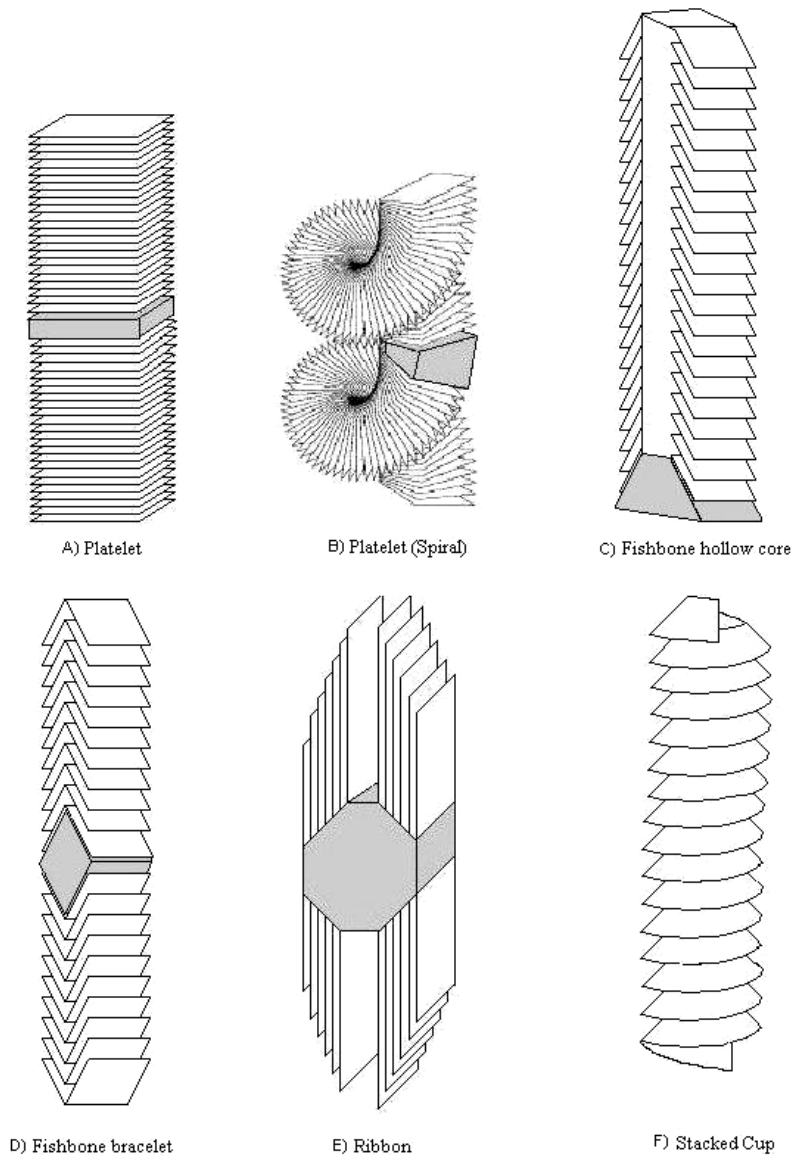 A) Platelet
B) Platelet (Spiral)
C) Fishbone hollow core
D) Fishbone bracelet
E) Ribbon
F) Stacked Cup